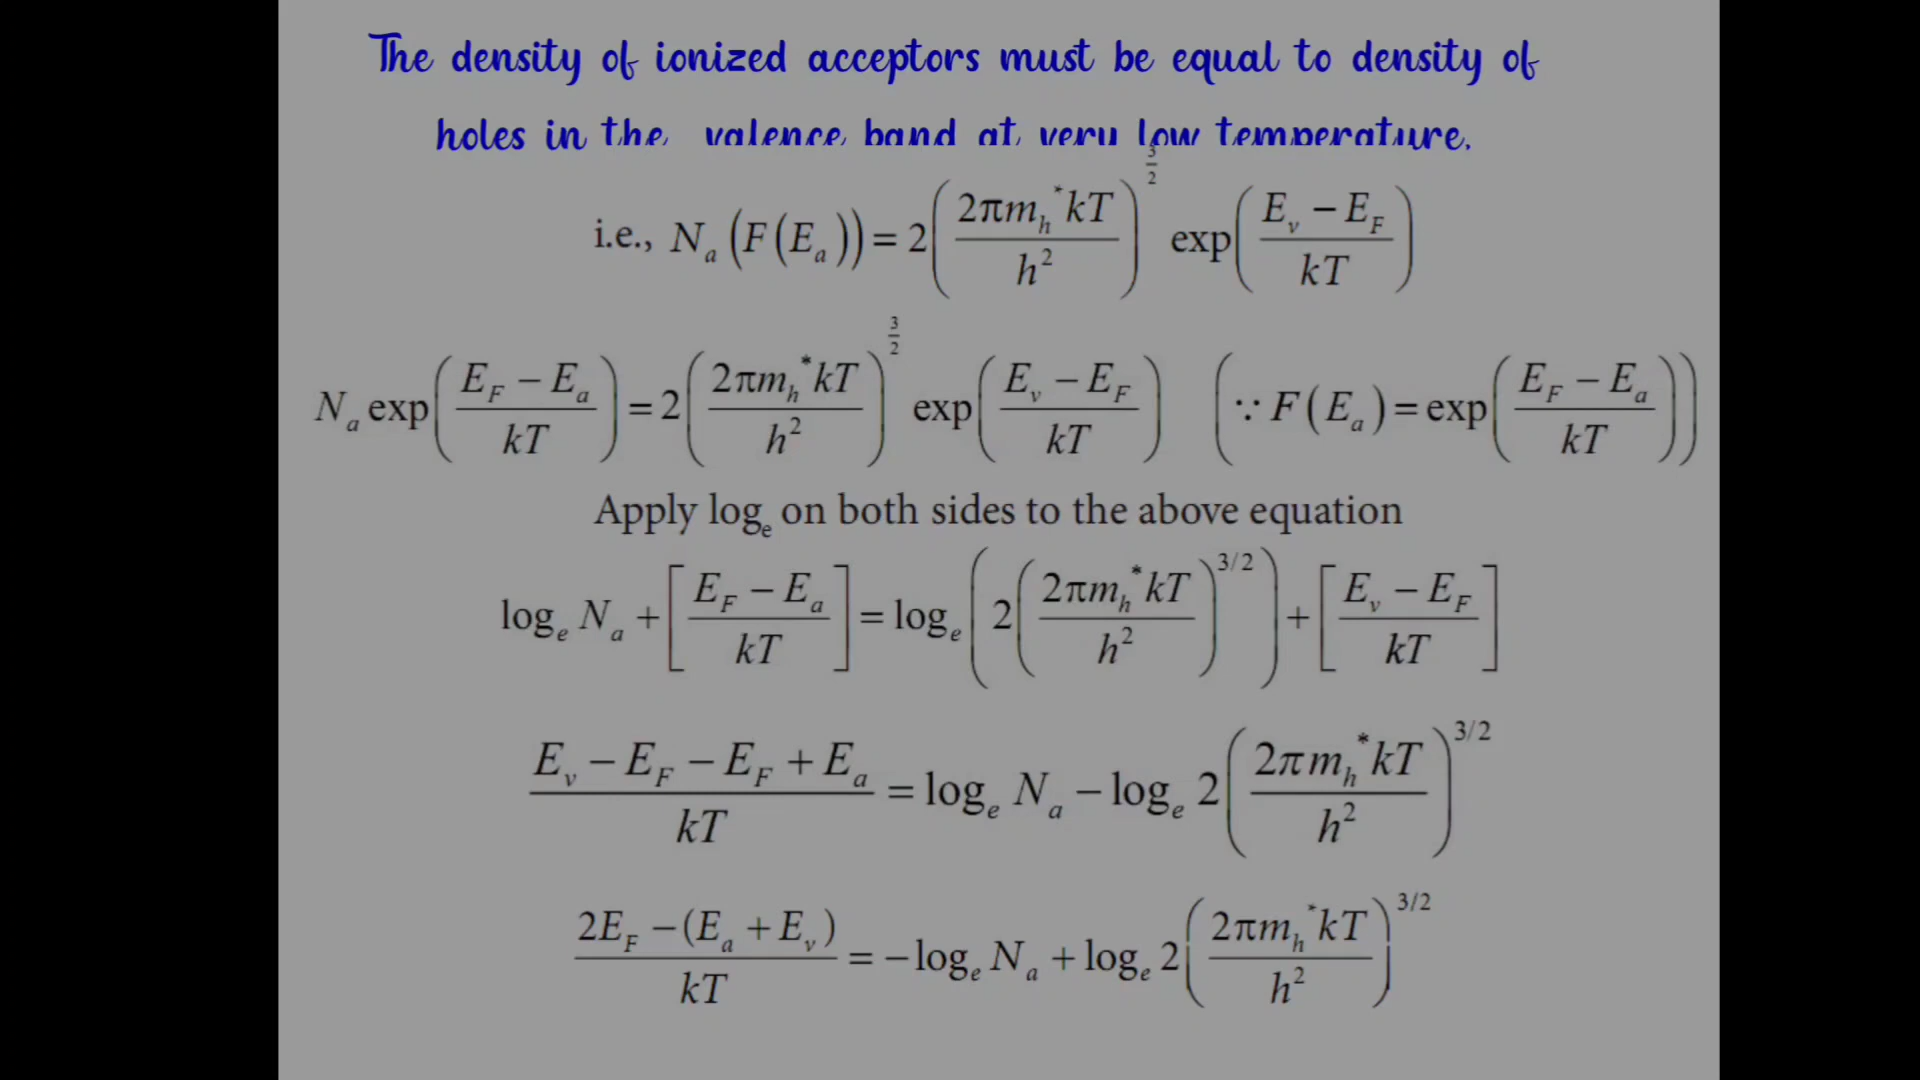 The density of ionized acceptors must be equal to density of
holes in the valence band at very low temperature.
i.e., N_a (F(E_a)) = 2 (2πm_h* kT / h²)^(3/2) exp((E_v − E_F) / kT)
N_a exp((E_F − E_a) / kT) = 2 (2πm_h* kT / h²)^(3/2) exp((E_v − E_F) / kT) (∵ F(E_a) = exp((E_F − E_a) / kT))
Apply log_e on both sides to the above equation
log_e N_a + [(E_F − E_a) / kT] = log_e (2 (2πm_h* kT / h²)^(3/2)) + [(E_v − E_F) / kT]
(E_v − E_F − E_F + E_a) / kT = log_e N_a − log_e 2 (2πm_h* kT / h²)^(3/2)
(2E_F − (E_a + E_v)) / kT = −log_e N_a + log_e 2 (2πm_h* kT / h²)^(3/2)